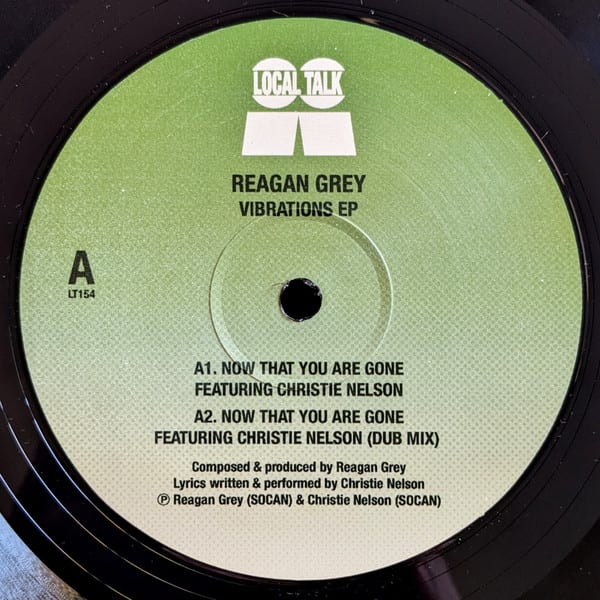 LOCAL TALK
REAGAN GREY
VIBRATIONS EP
A
LT154
A1. NOW THAT YOU ARE GONE
FEATURING CHRISTIE NELSON
A2. NOW THAT YOU ARE GONE
FEATURING CHRISTIE NELSON (DUB MIX)
Composed & produced by Reagan Grey
Lyrics written & performed by Christie Nelson
℗ Reagan Grey (SOCAN) & Christie Nelson (SOCAN)